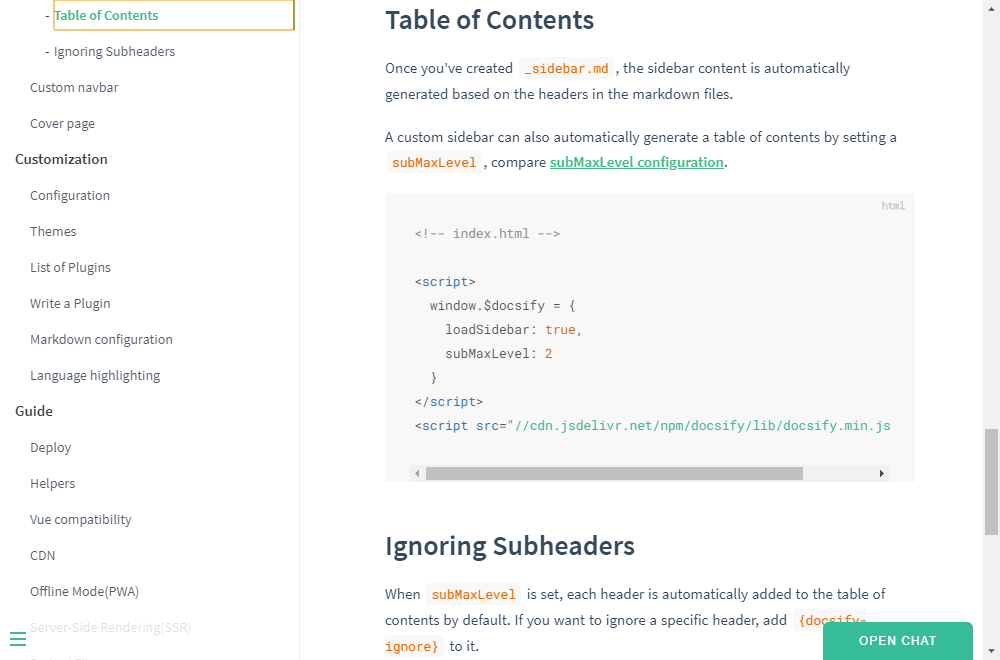 - Table of Contents
- Ignoring Subheaders
Custom navbar
Cover page
Customization
Configuration
Themes
List of Plugins
Write a Plugin
Markdown configuration
Language highlighting
Guide
Deploy
Helpers
Vue compatibility
CDN
Offline Mode(PWA)
Server-Side Rendering(SSR)
Table of Contents
Once you've created _sidebar.md , the sidebar content is automatically
generated based on the headers in the markdown files.
A custom sidebar can also automatically generate a table of contents by setting a
subMaxLevel , compare subMaxLevel configuration.
html
<!-- index.html -->
<script>
window.$docsify = {
loadSidebar: true,
subMaxLevel: 2
}
</script>
<script src="//cdn.jsdelivr.net/npm/docsify/lib/docsify.min.js
Ignoring Subheaders
When subMaxLevel is set, each header is automatically added to the table of
contents by default. If you want to ignore a specific header, add {docsify-
ignore} to it.
OPEN CHAT